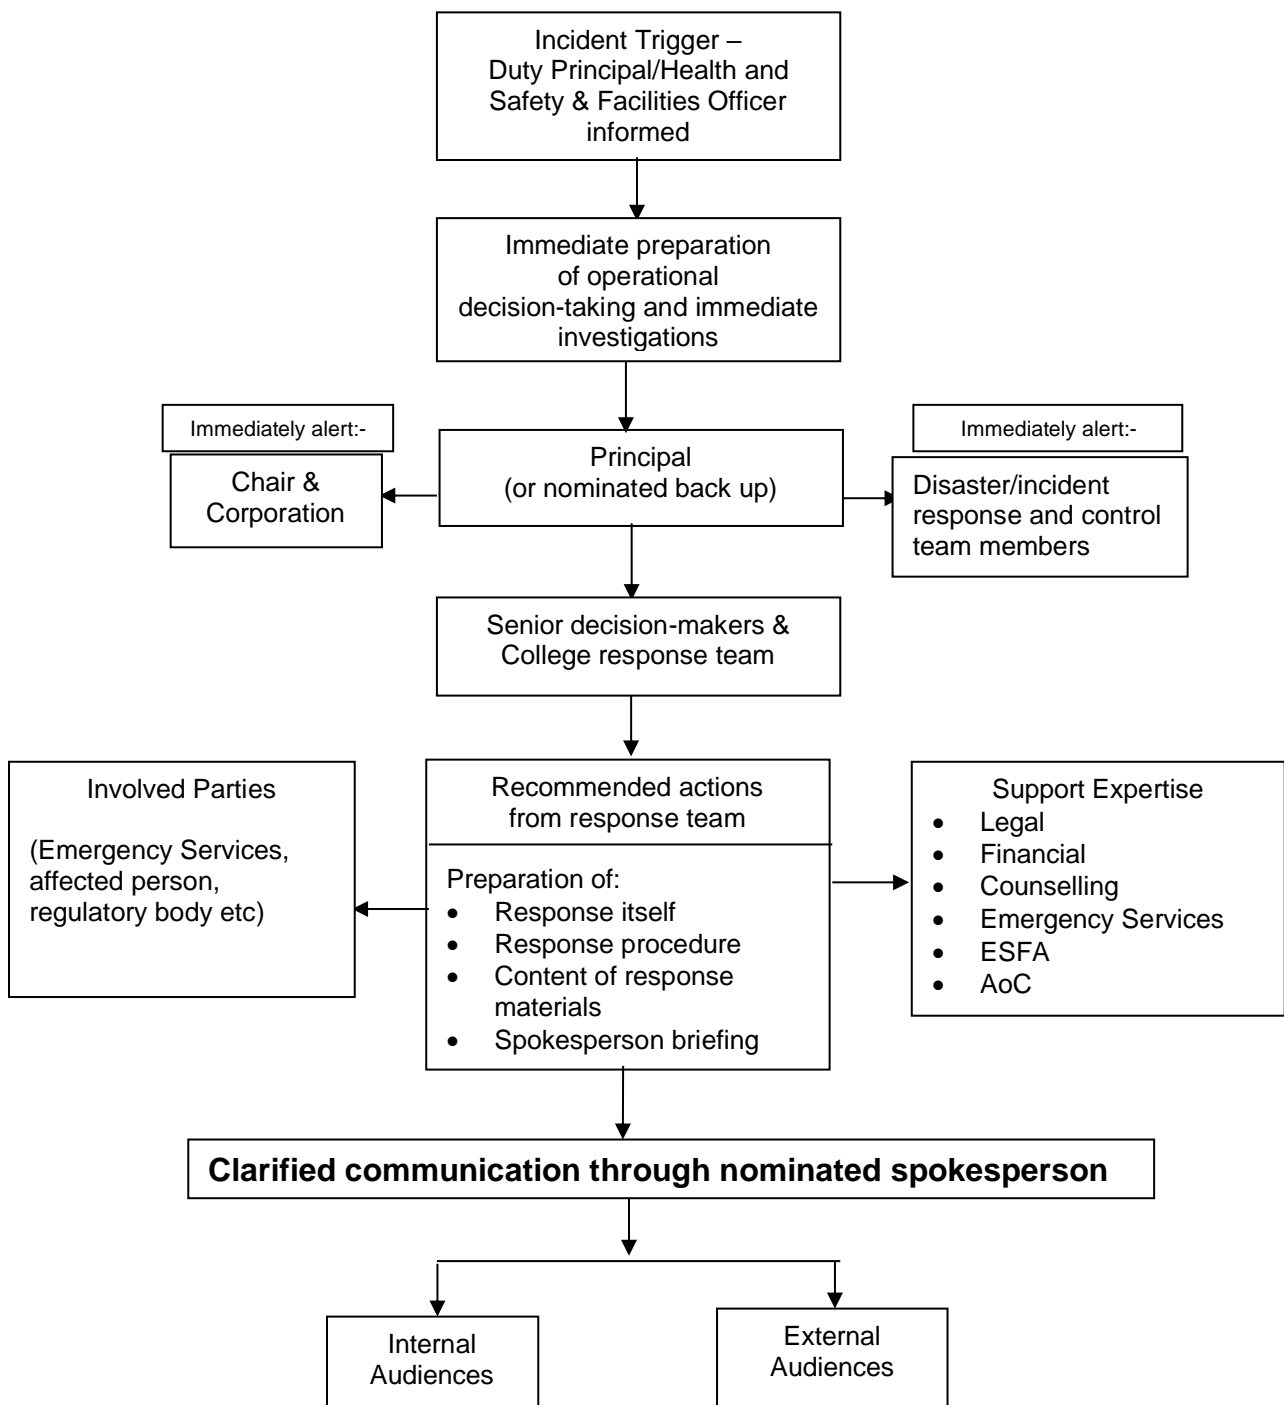 Incident Trigger –
Duty Principal/Health and
Safety & Facilities Officer
informed
Immediate preparation
of operational
decision-taking and immediate
investigations
Immediately alert:-
Chair &
Corporation
Principal
(or nominated back up)
Immediately alert:-
Disaster/incident
response and control
team members
Senior decision-makers &
College response team
Involved Parties
(Emergency Services,
affected person,
regulatory body etc)
Recommended actions
from response team
Preparation of:
• Response itself
• Response procedure
• Content of response
materials
• Spokesperson briefing
Support Expertise
• Legal
• Financial
• Counselling
• Emergency Services
• ESFA
• AoC
Clarified communication through nominated spokesperson
Internal
Audiences
External
Audiences